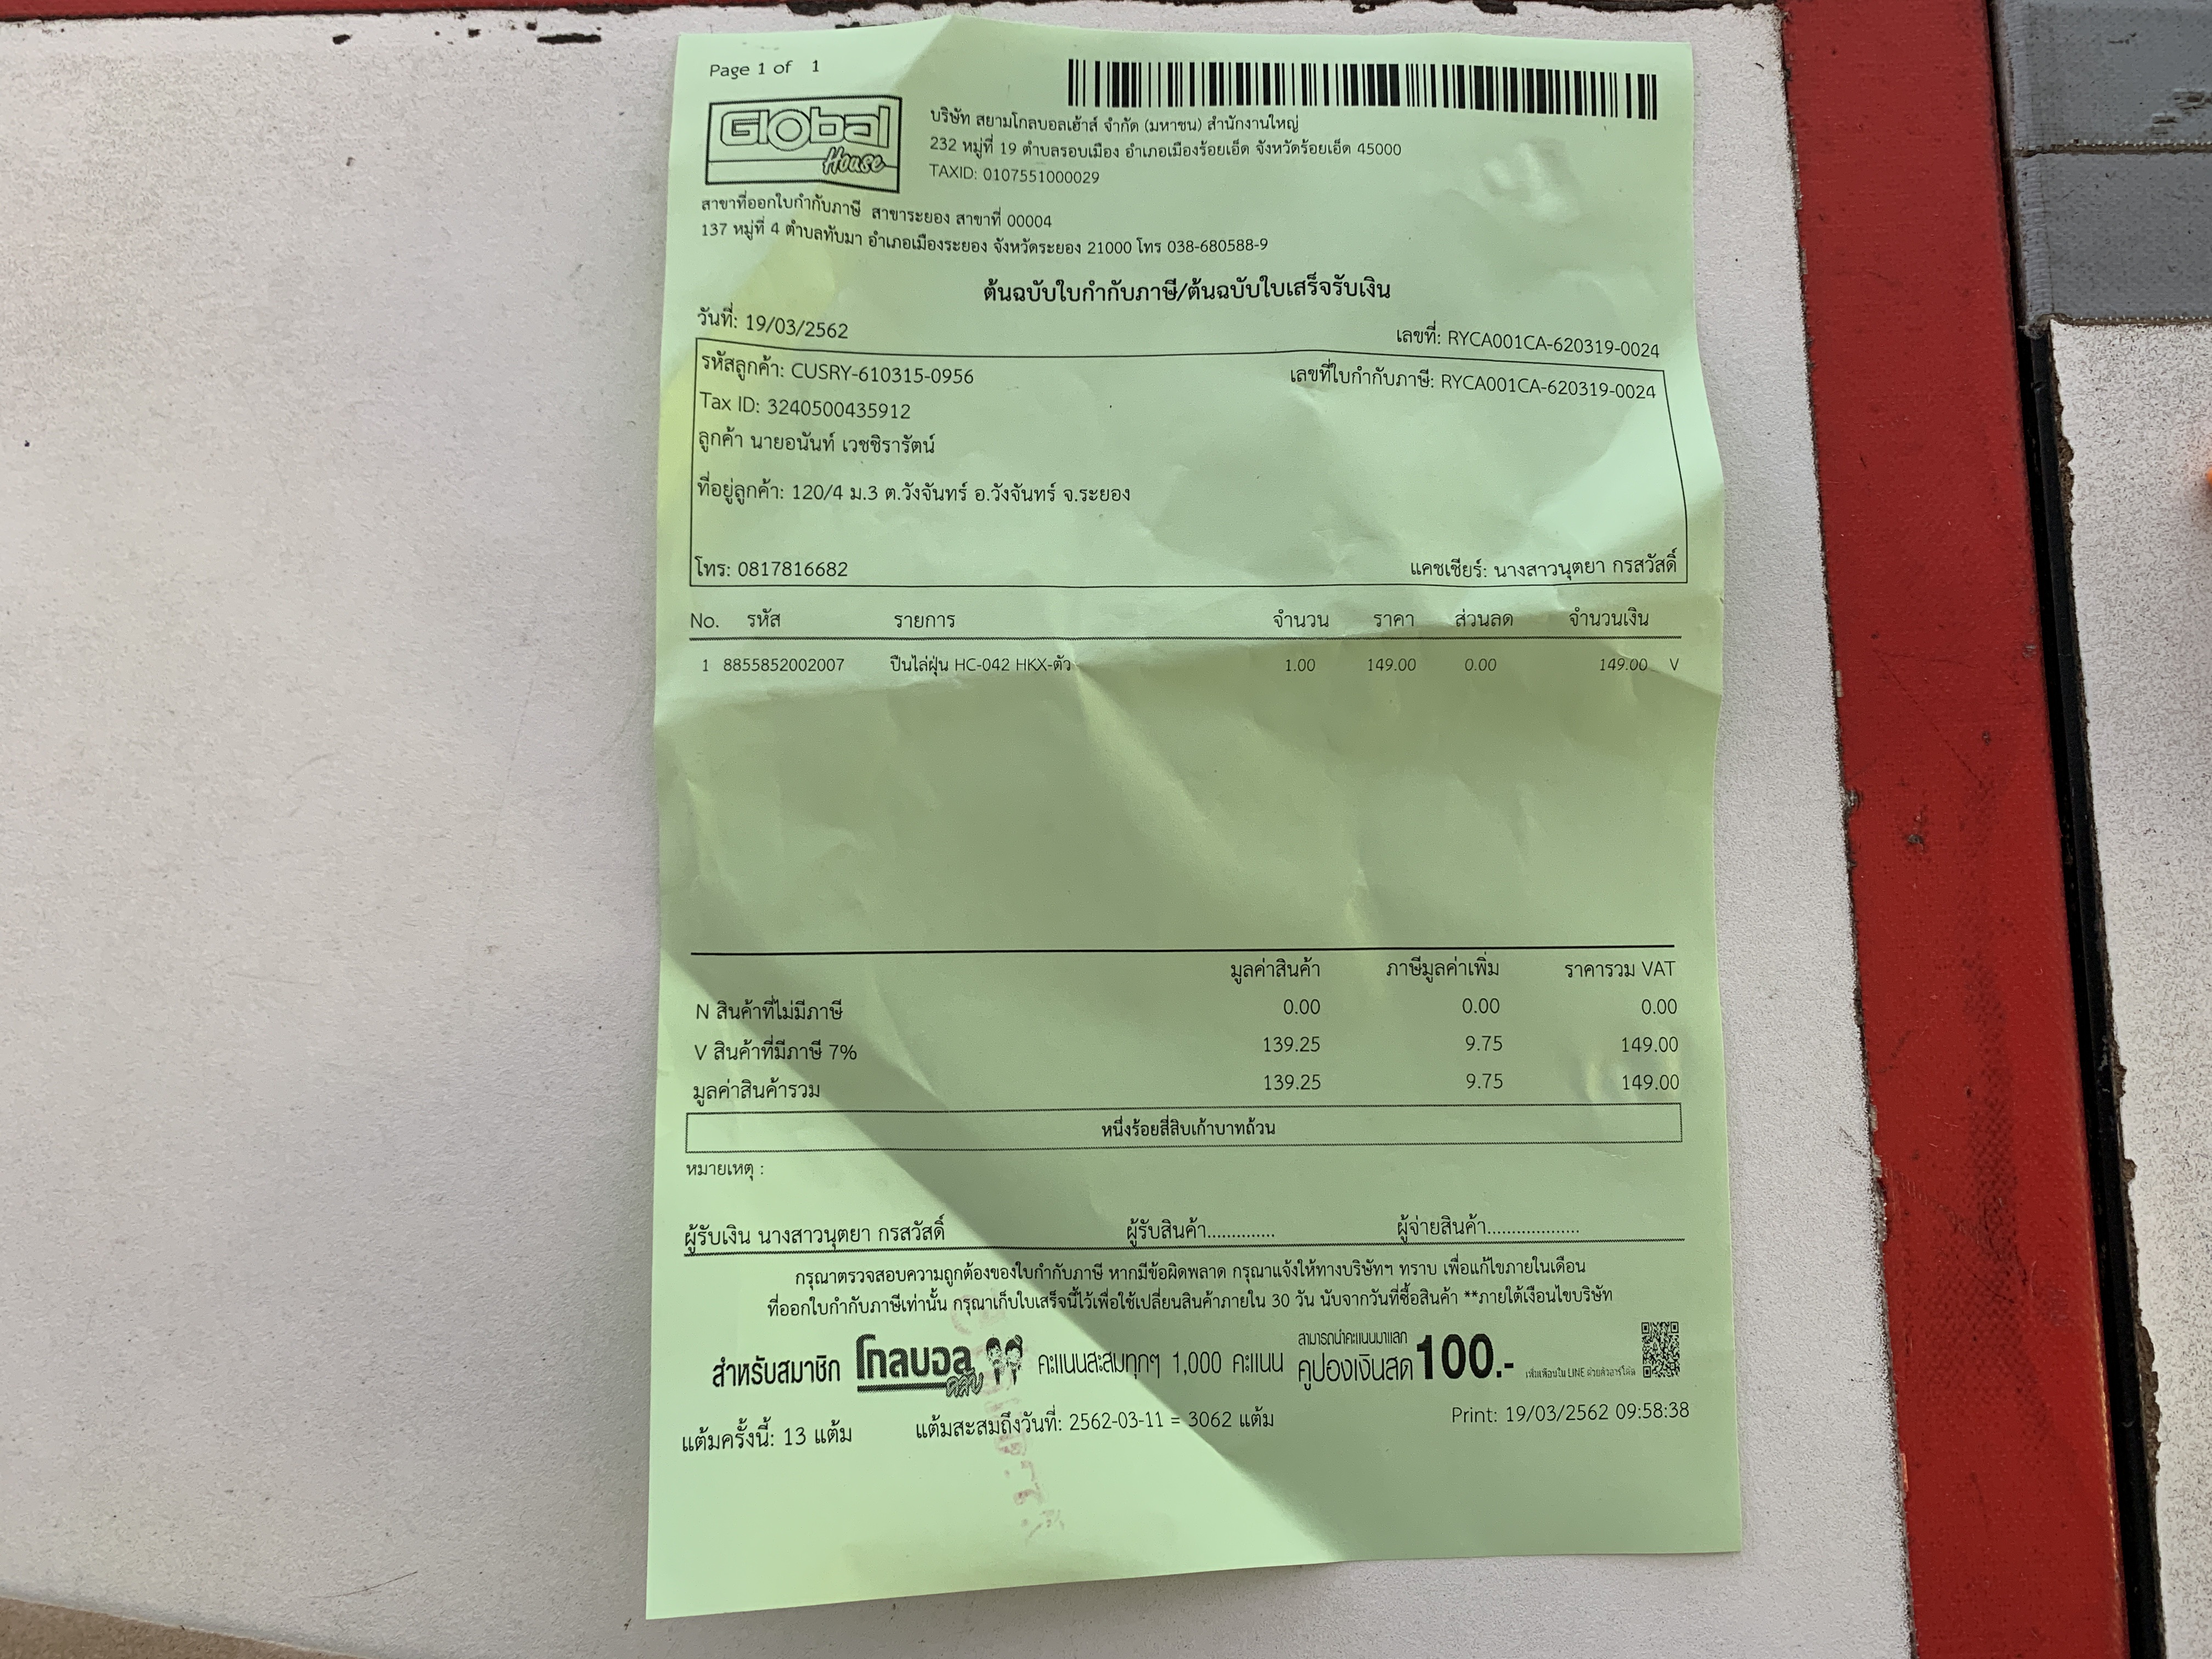 Page 1 of 1
Global
House
บริษัท สยามโกลบอลเฮ้าส์ จำกัด (มหาชน) สำนักงานใหญ่
232 หมู่ที่ 19 ตำบลรอบเมือง อำเภอเมืองร้อยเอ็ด จังหวัดร้อยเอ็ด 45000
TAXID: 0107551000029
สาขาที่ออกใบกำกับภาษี สาขาระยอง สาขาที่ 00004
137 หมู่ที่ 4 ตำบลทับมา อำเภอเมืองระยอง จังหวัดระยอง 21000 โทร 038-680588-9
ต้นฉบับใบกำกับภาษี/ต้นฉบับใบเสร็จรับเงิน
วันที่: 19/03/2562 เลขที่: RYCA001CA-620319-0024
รหัสลูกค้า: CUSRY-610315-0956 เลขที่ใบกำกับภาษี: RYCA001CA-620319-0024
Tax ID: 3240500435912
ลูกค้า นายอนันท์ เวชชิรารัตน์
ที่อยู่ลูกค้า: 120/4 ม.3 ต.วังจันทร์ อ.วังจันทร์ จ.ระยอง
โทร: 0817816682 แคชเชียร์: นางสาวนุตยา กรสวัสดิ์
No. รหัส รายการ จำนวน ราคา ส่วนลด จำนวนเงิน
1 8855852002007 ปืนไล่ฝุ่น HC-042 HKX-ตัว 1.00 149.00 0.00 149.00 V
มูลค่าสินค้า ภาษีมูลค่าเพิ่ม ราคารวม VAT
N สินค้าที่ไม่มีภาษี 0.00 0.00 0.00
V สินค้าที่มีภาษี 7% 139.25 9.75 149.00
มูลค่าสินค้ารวม 139.25 9.75 149.00
หนึ่งร้อยสี่สิบเก้าบาทถ้วน
หมายเหตุ :
ผู้รับเงิน นางสาวนุตยา กรสวัสดิ์ ผู้รับสินค้า.............. ผู้จ่ายสินค้า...................
กรุณาตรวจสอบความถูกต้องของใบกำกับภาษี หากมีข้อผิดพลาด กรุณาแจ้งให้ทางบริษัทฯ ทราบ เพื่อแก้ไขภายในเดือน
ที่ออกใบกำกับภาษีเท่านั้น กรุณาเก็บใบเสร็จนี้ไว้เพื่อใช้เปลี่ยนสินค้าภายใน 30 วัน นับจากวันที่ซื้อสินค้า **ภายใต้เงื่อนไขบริษัท
สำหรับสมาชิก โกลบอล คลับ คะแนนสะสมทุกๆ 1,000 คะแนน สามารถนำคะแนนมาแลก คูปองเงินสด 100.- เพิ่มเพื่อนใน LINE ด้วยคิวอาร์โค้ด
แต้มครั้งนี้: 13 แต้ม แต้มสะสมถึงวันที่: 2562-03-11 = 3062 แต้ม Print: 19/03/2562 09:58:38